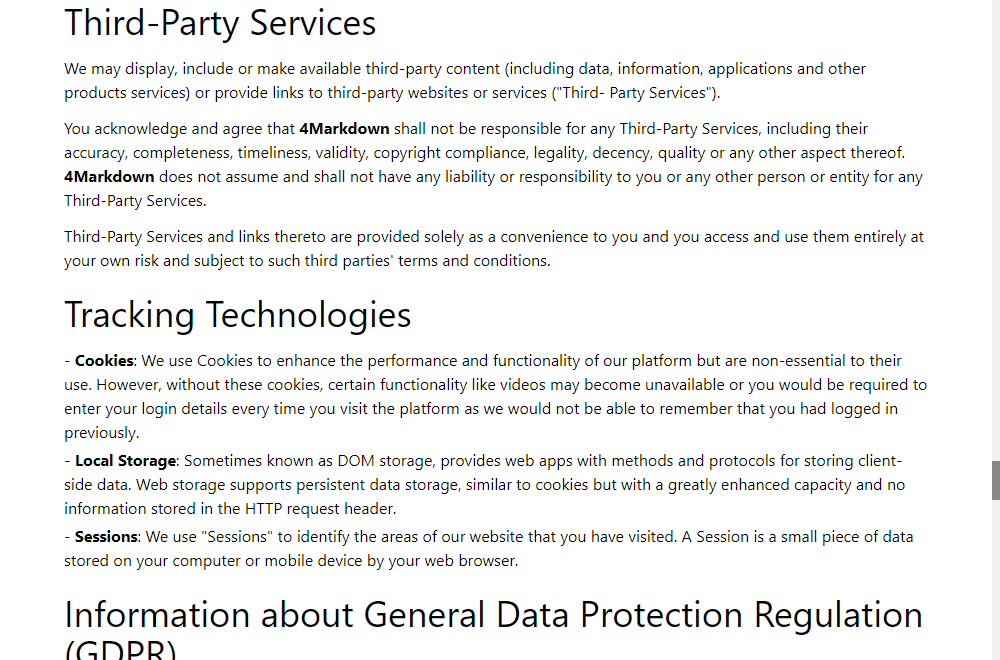 Third-Party Services
We may display, include or make available third-party content (including data, information, applications and other
products services) or provide links to third-party websites or services ("Third- Party Services").
You acknowledge and agree that 4Markdown shall not be responsible for any Third-Party Services, including their
accuracy, completeness, timeliness, validity, copyright compliance, legality, decency, quality or any other aspect thereof.
4Markdown does not assume and shall not have any liability or responsibility to you or any other person or entity for any
Third-Party Services.
Third-Party Services and links thereto are provided solely as a convenience to you and you access and use them entirely at
your own risk and subject to such third parties' terms and conditions.
Tracking Technologies
- Cookies: We use Cookies to enhance the performance and functionality of our platform but are non-essential to their
use. However, without these cookies, certain functionality like videos may become unavailable or you would be required to
enter your login details every time you visit the platform as we would not be able to remember that you had logged in
previously.
- Local Storage: Sometimes known as DOM storage, provides web apps with methods and protocols for storing client-
side data. Web storage supports persistent data storage, similar to cookies but with a greatly enhanced capacity and no
information stored in the HTTP request header.
- Sessions: We use "Sessions" to identify the areas of our website that you have visited. A Session is a small piece of data
stored on your computer or mobile device by your web browser.
Information about General Data Protection Regulation
(GDPR)